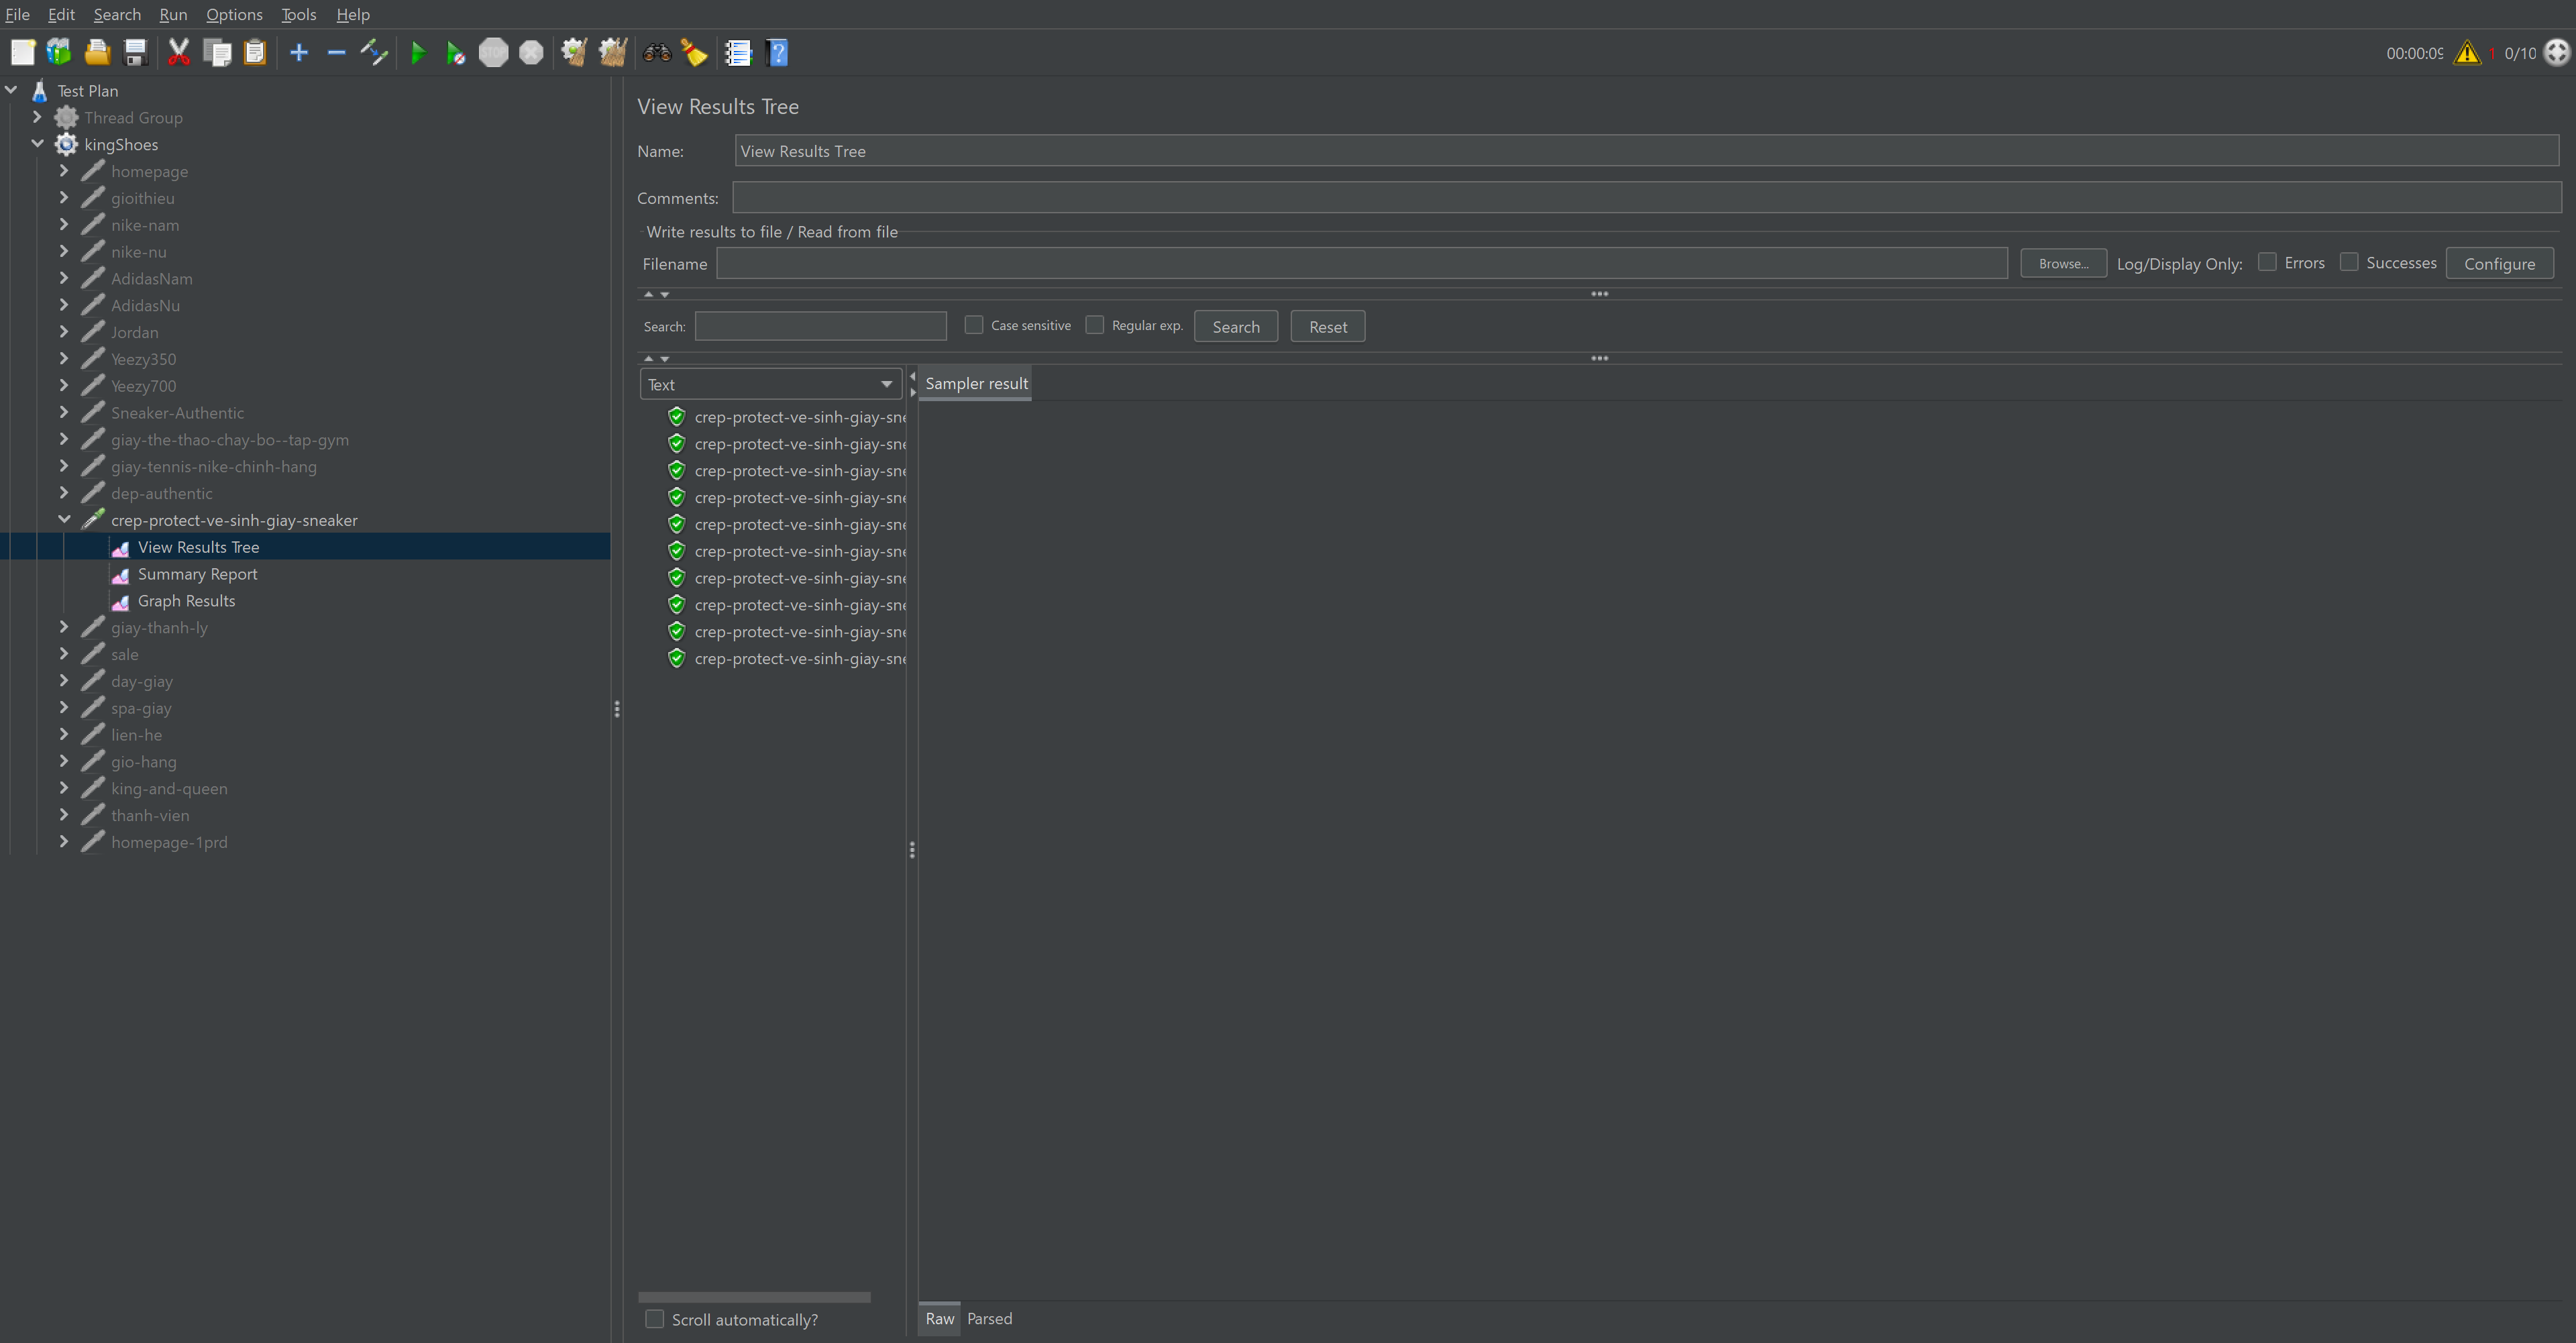 File Edit Search Run Options Tools Help
STOP
00:00:09 1 0/10
Test Plan
Thread Group
kingShoes
homepage
gioithieu
nike-nam
nike-nu
AdidasNam
AdidasNu
Jordan
Yeezy350
Yeezy700
Sneaker-Authentic
giay-the-thao-chay-bo--tap-gym
giay-tennis-nike-chinh-hang
dep-authentic
crep-protect-ve-sinh-giay-sneaker
View Results Tree
Summary Report
Graph Results
giay-thanh-ly
sale
day-giay
spa-giay
lien-he
gio-hang
king-and-queen
thanh-vien
homepage-1prd
View Results Tree
Name: View Results Tree
Comments:
Write results to file / Read from file
Filename Browse... Log/Display Only: Errors Successes Configure
Search: Case sensitive Regular exp. Search Reset
Text
Sampler result
crep-protect-ve-sinh-giay-sne
crep-protect-ve-sinh-giay-sne
crep-protect-ve-sinh-giay-sne
crep-protect-ve-sinh-giay-sne
crep-protect-ve-sinh-giay-sne
crep-protect-ve-sinh-giay-sne
crep-protect-ve-sinh-giay-sne
crep-protect-ve-sinh-giay-sne
crep-protect-ve-sinh-giay-sne
crep-protect-ve-sinh-giay-sne
Scroll automatically?
Raw Parsed